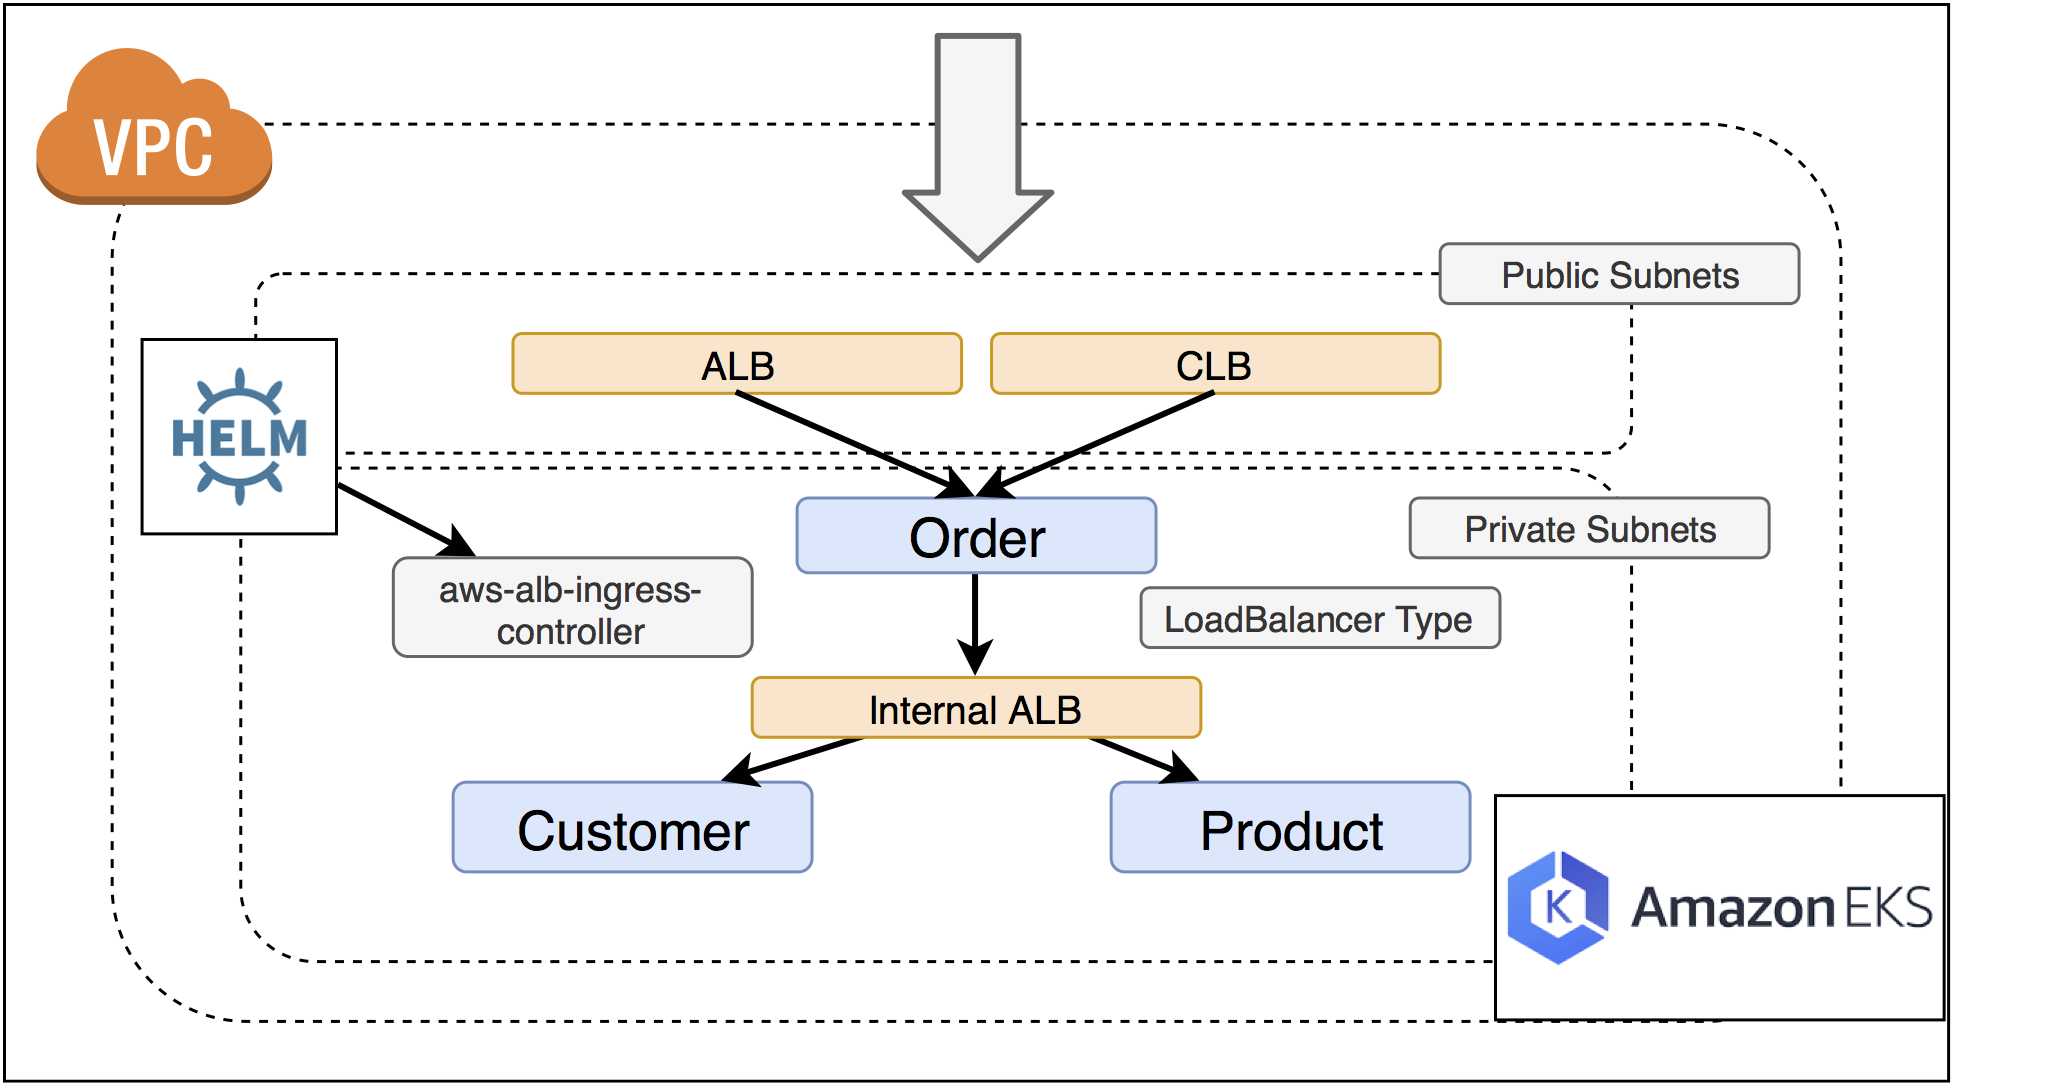 VPC
Public Subnets
ALB
CLB
HELM
Order
Private Subnets
aws-alb-ingress-
controller
LoadBalancer Type
Internal ALB
Customer
Product
K
Amazon EKS